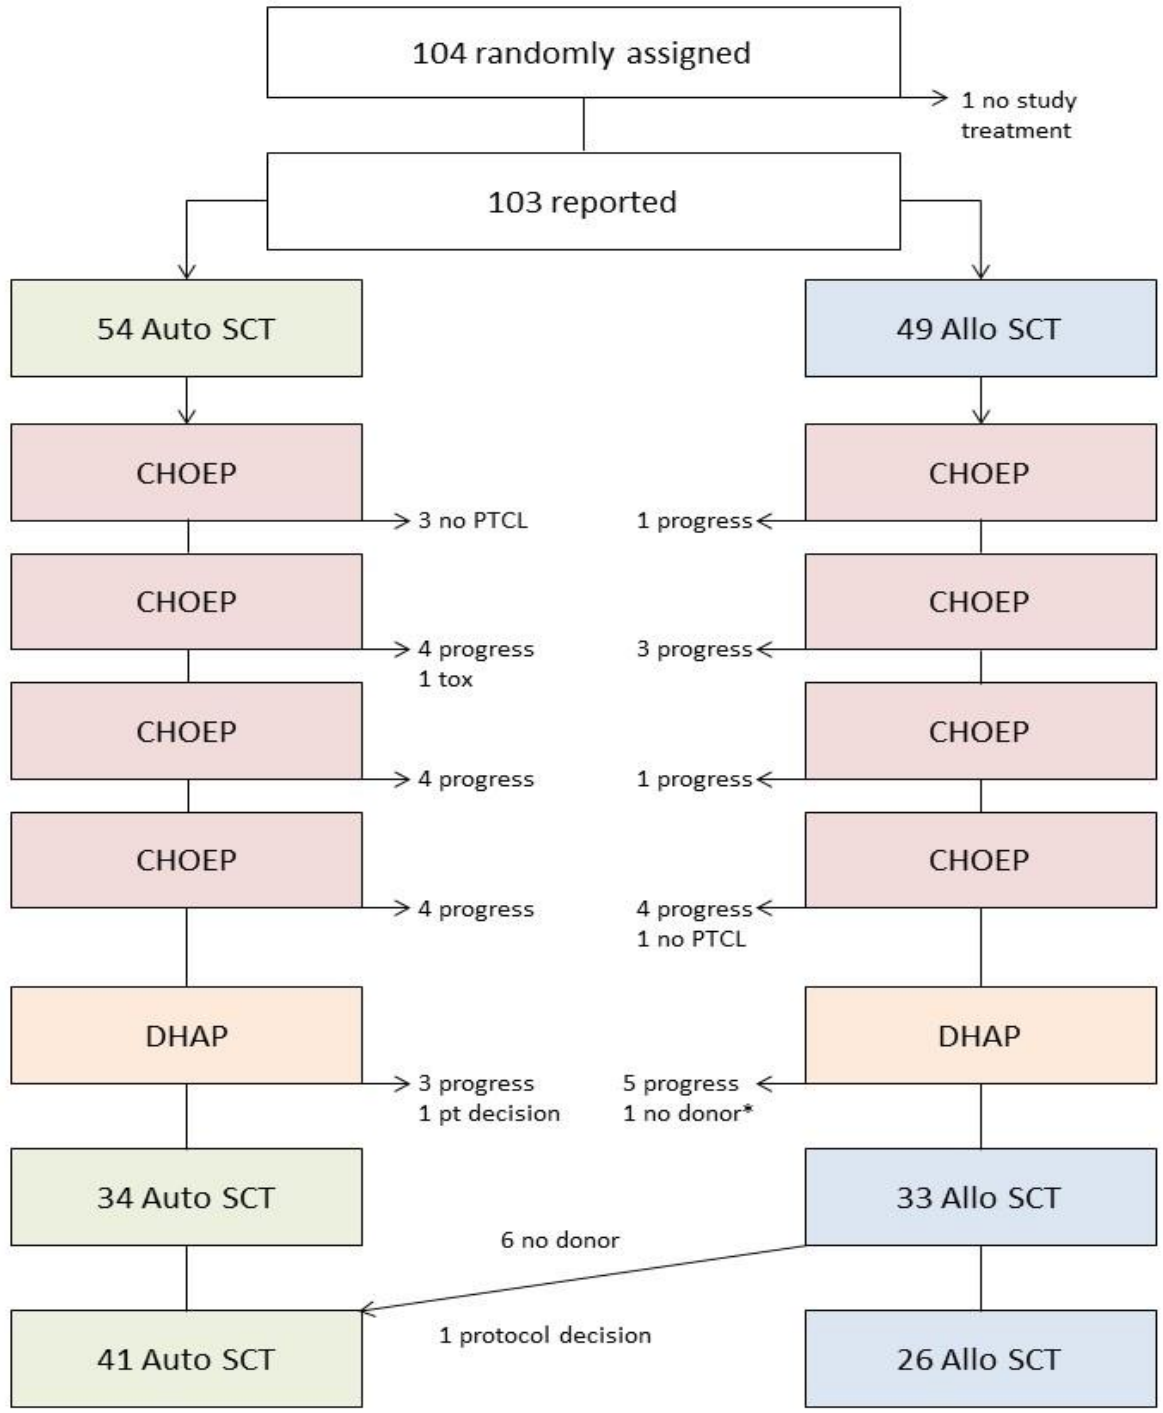 104 randomly assigned
1 no study
treatment
103 reported
54 Auto SCT
49 Allo SCT
CHOEP
CHOEP
3 no PTCL
1 progress
CHOEP
CHOEP
4 progress
1 tox
3 progress
CHOEP
CHOEP
4 progress
1 progress
CHOEP
CHOEP
4 progress
4 progress
1 no PTCL
DHAP
DHAP
3 progress
1 pt decision
5 progress
1 no donor*
34 Auto SCT
33 Allo SCT
6 no donor
1 protocol decision
41 Auto SCT
26 Allo SCT